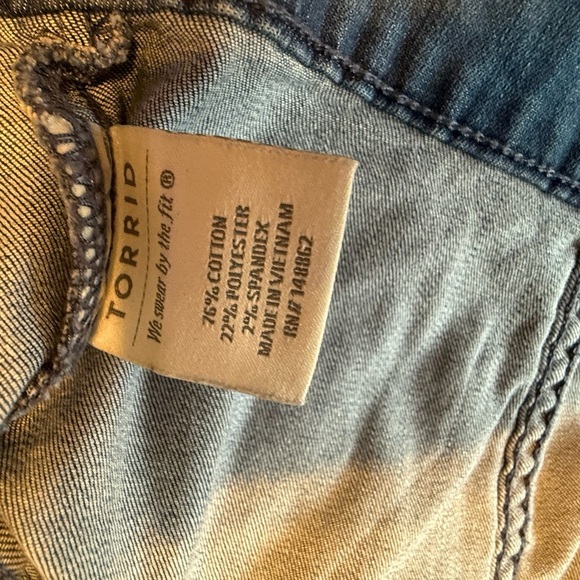 TORRID
We swear by the fit ®
76% COTTON
22% POLYESTER
2% SPANDEX
MADE IN VIETNAM
RN# 148862